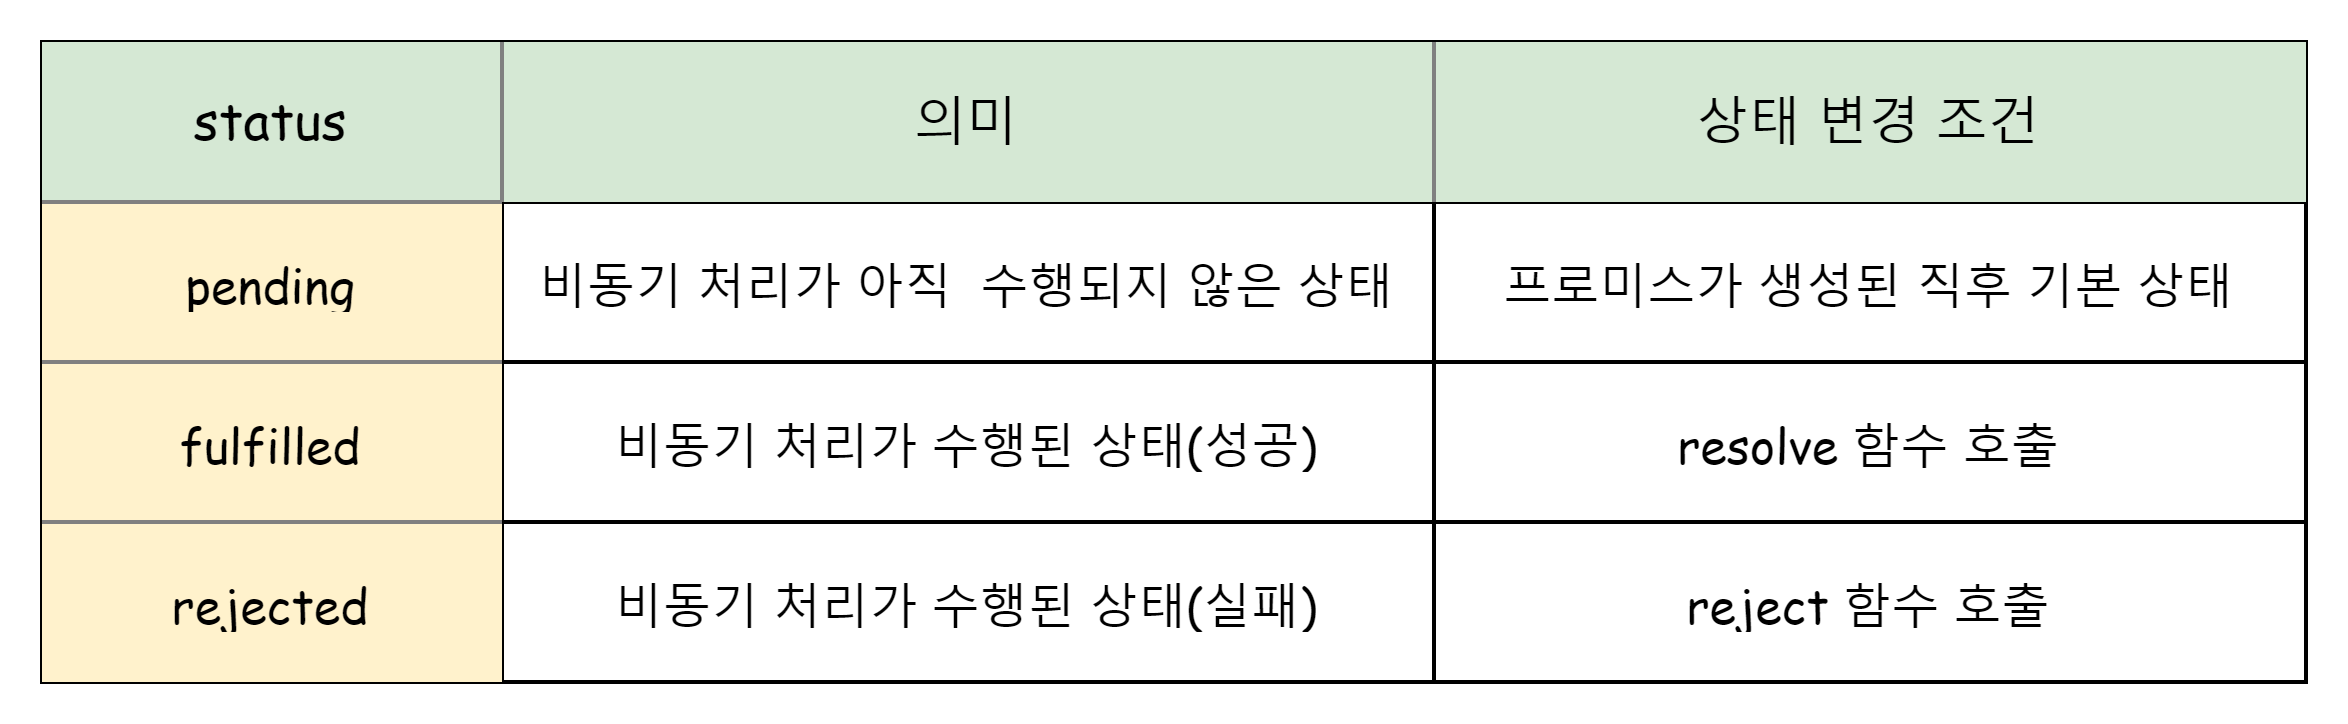 status 의미 상태 변경 조건
pending 비동기 처리가 아직  수행되지 않은 상태 프로미스가 생성된 직후 기본 상태
fulfilled 비동기 처리가 수행된 상태(성공) resolve 함수 호출
rejected 비동기 처리가 수행된 상태(실패) reject 함수 호출